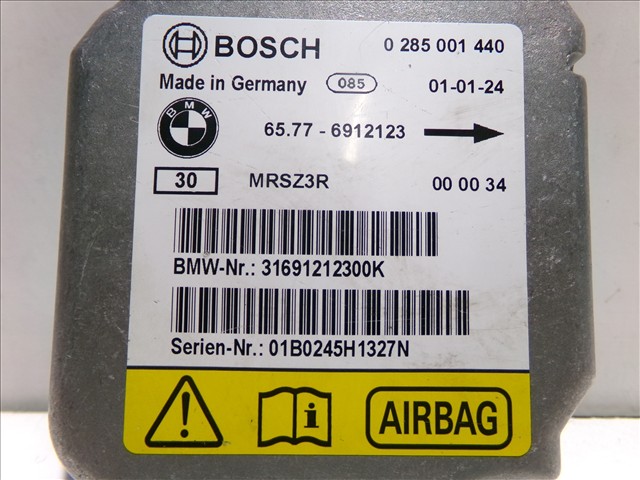 BOSCH 0 285 001 440
Made in Germany 085 01-01-24
BMW 65.77 - 6912123
30 MRSZ3R 00 00 34
BMW-Nr.: 31691212300K
Serien-Nr.: 01B0245H1327N
AIRBAG